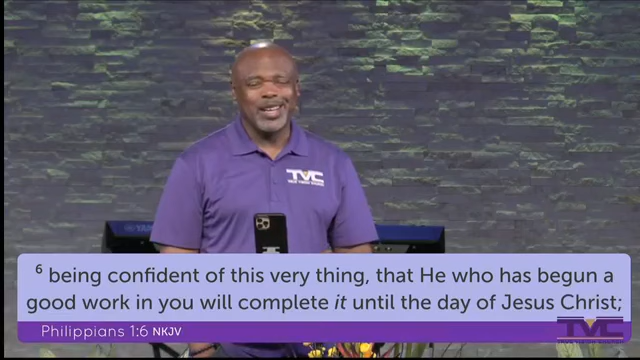 TVC
⁶ being confident of this very thing, that He who has begun a
good work in you will complete it until the day of Jesus Christ;
Philippians 1:6 NKJV
TVC